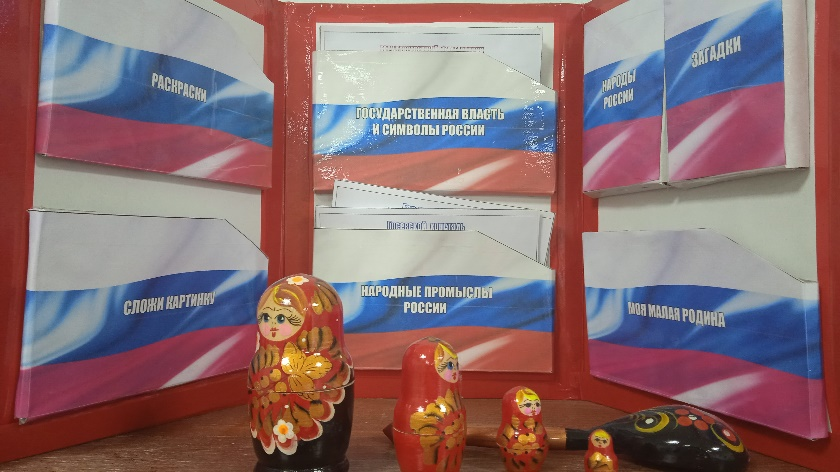 РАСКРАСКИ
СЛОЖИ КАРТИНКУ
ГОСУДАРСТВЕННАЯ ВЛАСТЬ
И СИМВОЛЫ РОССИИ
НАРОДНЫЕ ПРОМЫСЛЫ
РОССИИ
НАРОДЫ
РОССИИ
ЗАГАДКИ
МОЯ МАЛАЯ РОДИНА